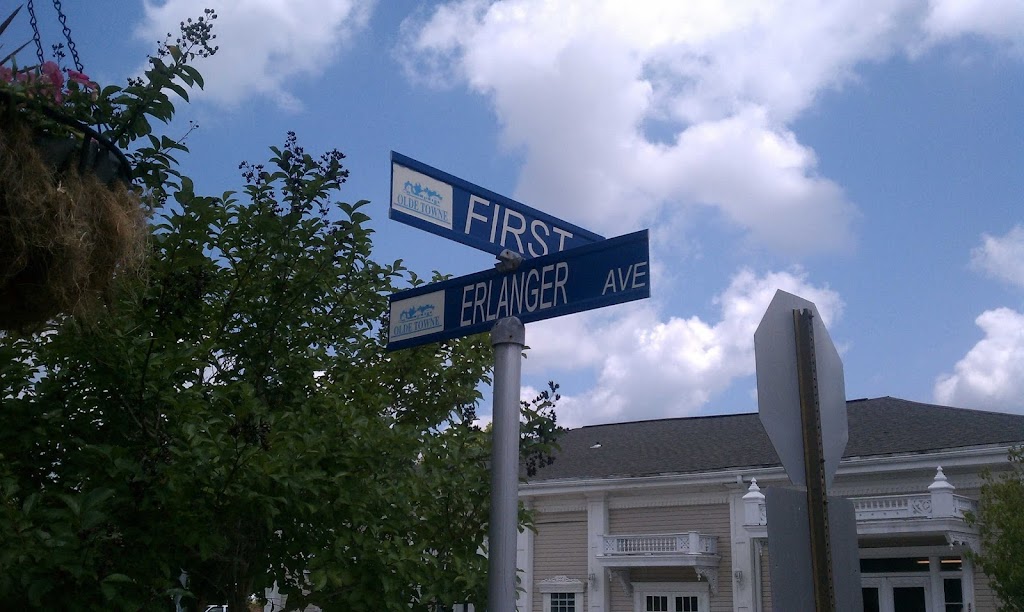 OLDE TOWNE
FIRST
OLDE TOWNE
ERLANGER AVE